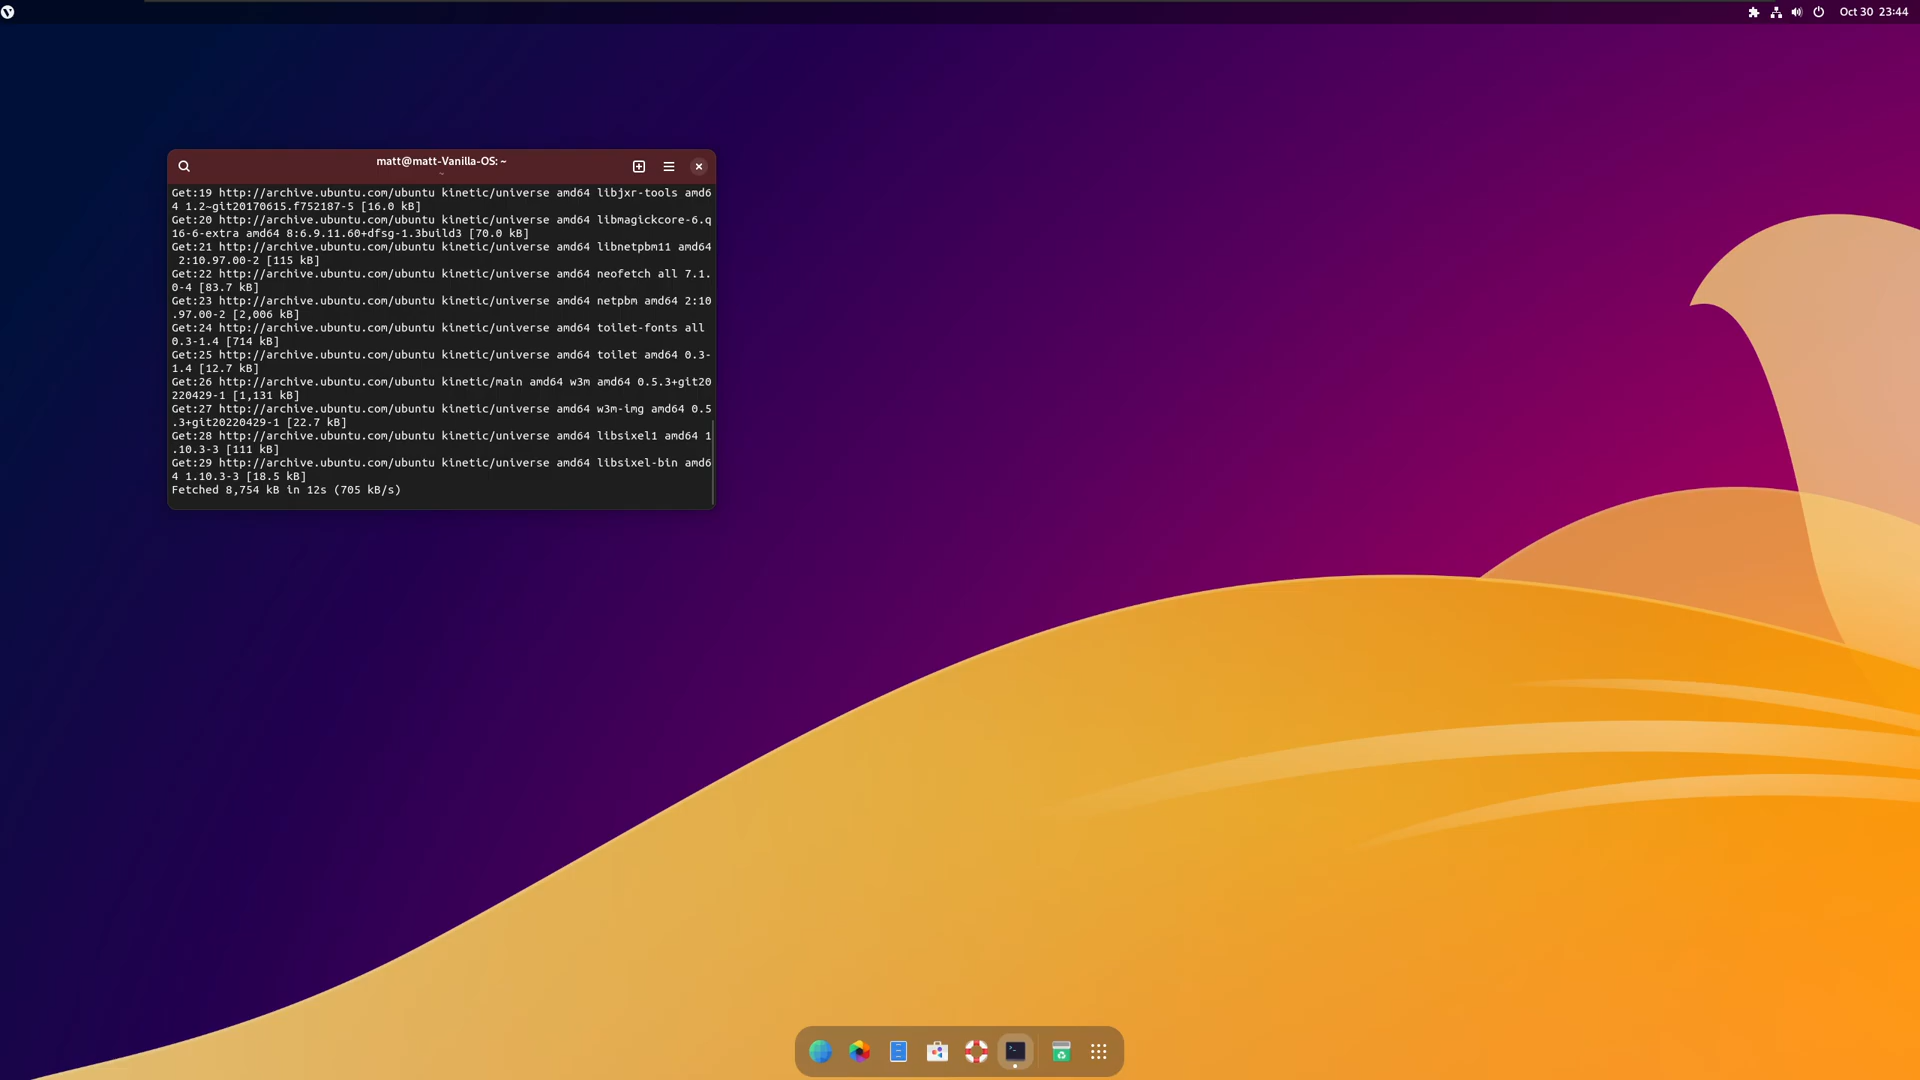 Oct 30 23:44
matt@matt-Vanilla-OS: ~
~
Get:19 http://archive.ubuntu.com/ubuntu kinetic/universe amd64 libjxr-tools amd6
4 1.2~git20170615.f752187-5 [16.0 kB]
Get:20 http://archive.ubuntu.com/ubuntu kinetic/universe amd64 libmagickcore-6.q
16-6-extra amd64 8:6.9.11.60+dfsg-1.3build3 [70.0 kB]
Get:21 http://archive.ubuntu.com/ubuntu kinetic/universe amd64 libnetpbm11 amd64
 2:10.97.00-2 [115 kB]
Get:22 http://archive.ubuntu.com/ubuntu kinetic/universe amd64 neofetch all 7.1.
0-4 [83.7 kB]
Get:23 http://archive.ubuntu.com/ubuntu kinetic/universe amd64 netpbm amd64 2:10
.97.00-2 [2,006 kB]
Get:24 http://archive.ubuntu.com/ubuntu kinetic/universe amd64 toilet-fonts all
0.3-1.4 [714 kB]
Get:25 http://archive.ubuntu.com/ubuntu kinetic/universe amd64 toilet amd64 0.3-
1.4 [12.7 kB]
Get:26 http://archive.ubuntu.com/ubuntu kinetic/main amd64 w3m amd64 0.5.3+git20
220429-1 [1,131 kB]
Get:27 http://archive.ubuntu.com/ubuntu kinetic/universe amd64 w3m-img amd64 0.5
.3+git20220429-1 [22.7 kB]
Get:28 http://archive.ubuntu.com/ubuntu kinetic/universe amd64 libsixel1 amd64 1
.10.3-3 [111 kB]
Get:29 http://archive.ubuntu.com/ubuntu kinetic/universe amd64 libsixel-bin amd6
4 1.10.3-3 [18.5 kB]
Fetched 8,754 kB in 12s (705 kB/s)